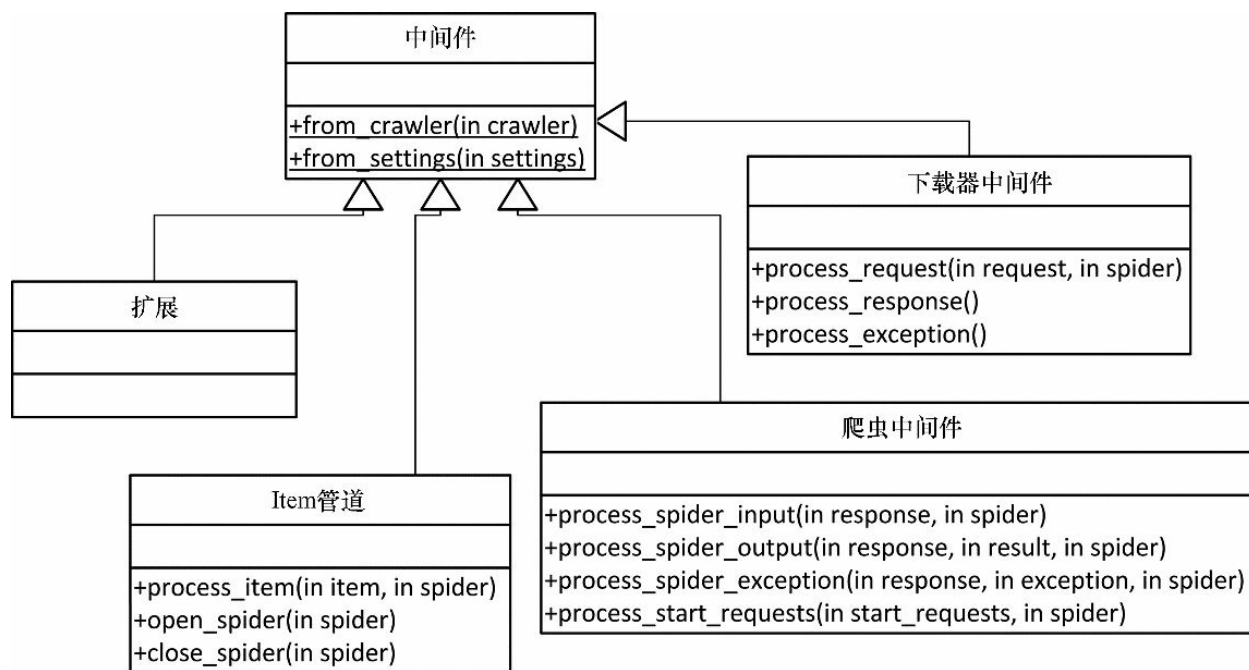 中间件
+from_crawler(in crawler)
+from_settings(in settings)
下载器中间件
+process_request(in request, in spider)
+process_response()
+process_exception()
扩展
爬虫中间件
+process_spider_input(in response, in spider)
+process_spider_output(in response, in result, in spider)
+process_spider_exception(in response, in exception, in spider)
+process_start_requests(in start_requests, in spider)
Item管道
+process_item(in item, in spider)
+open_spider(in spider)
+close_spider(in spider)